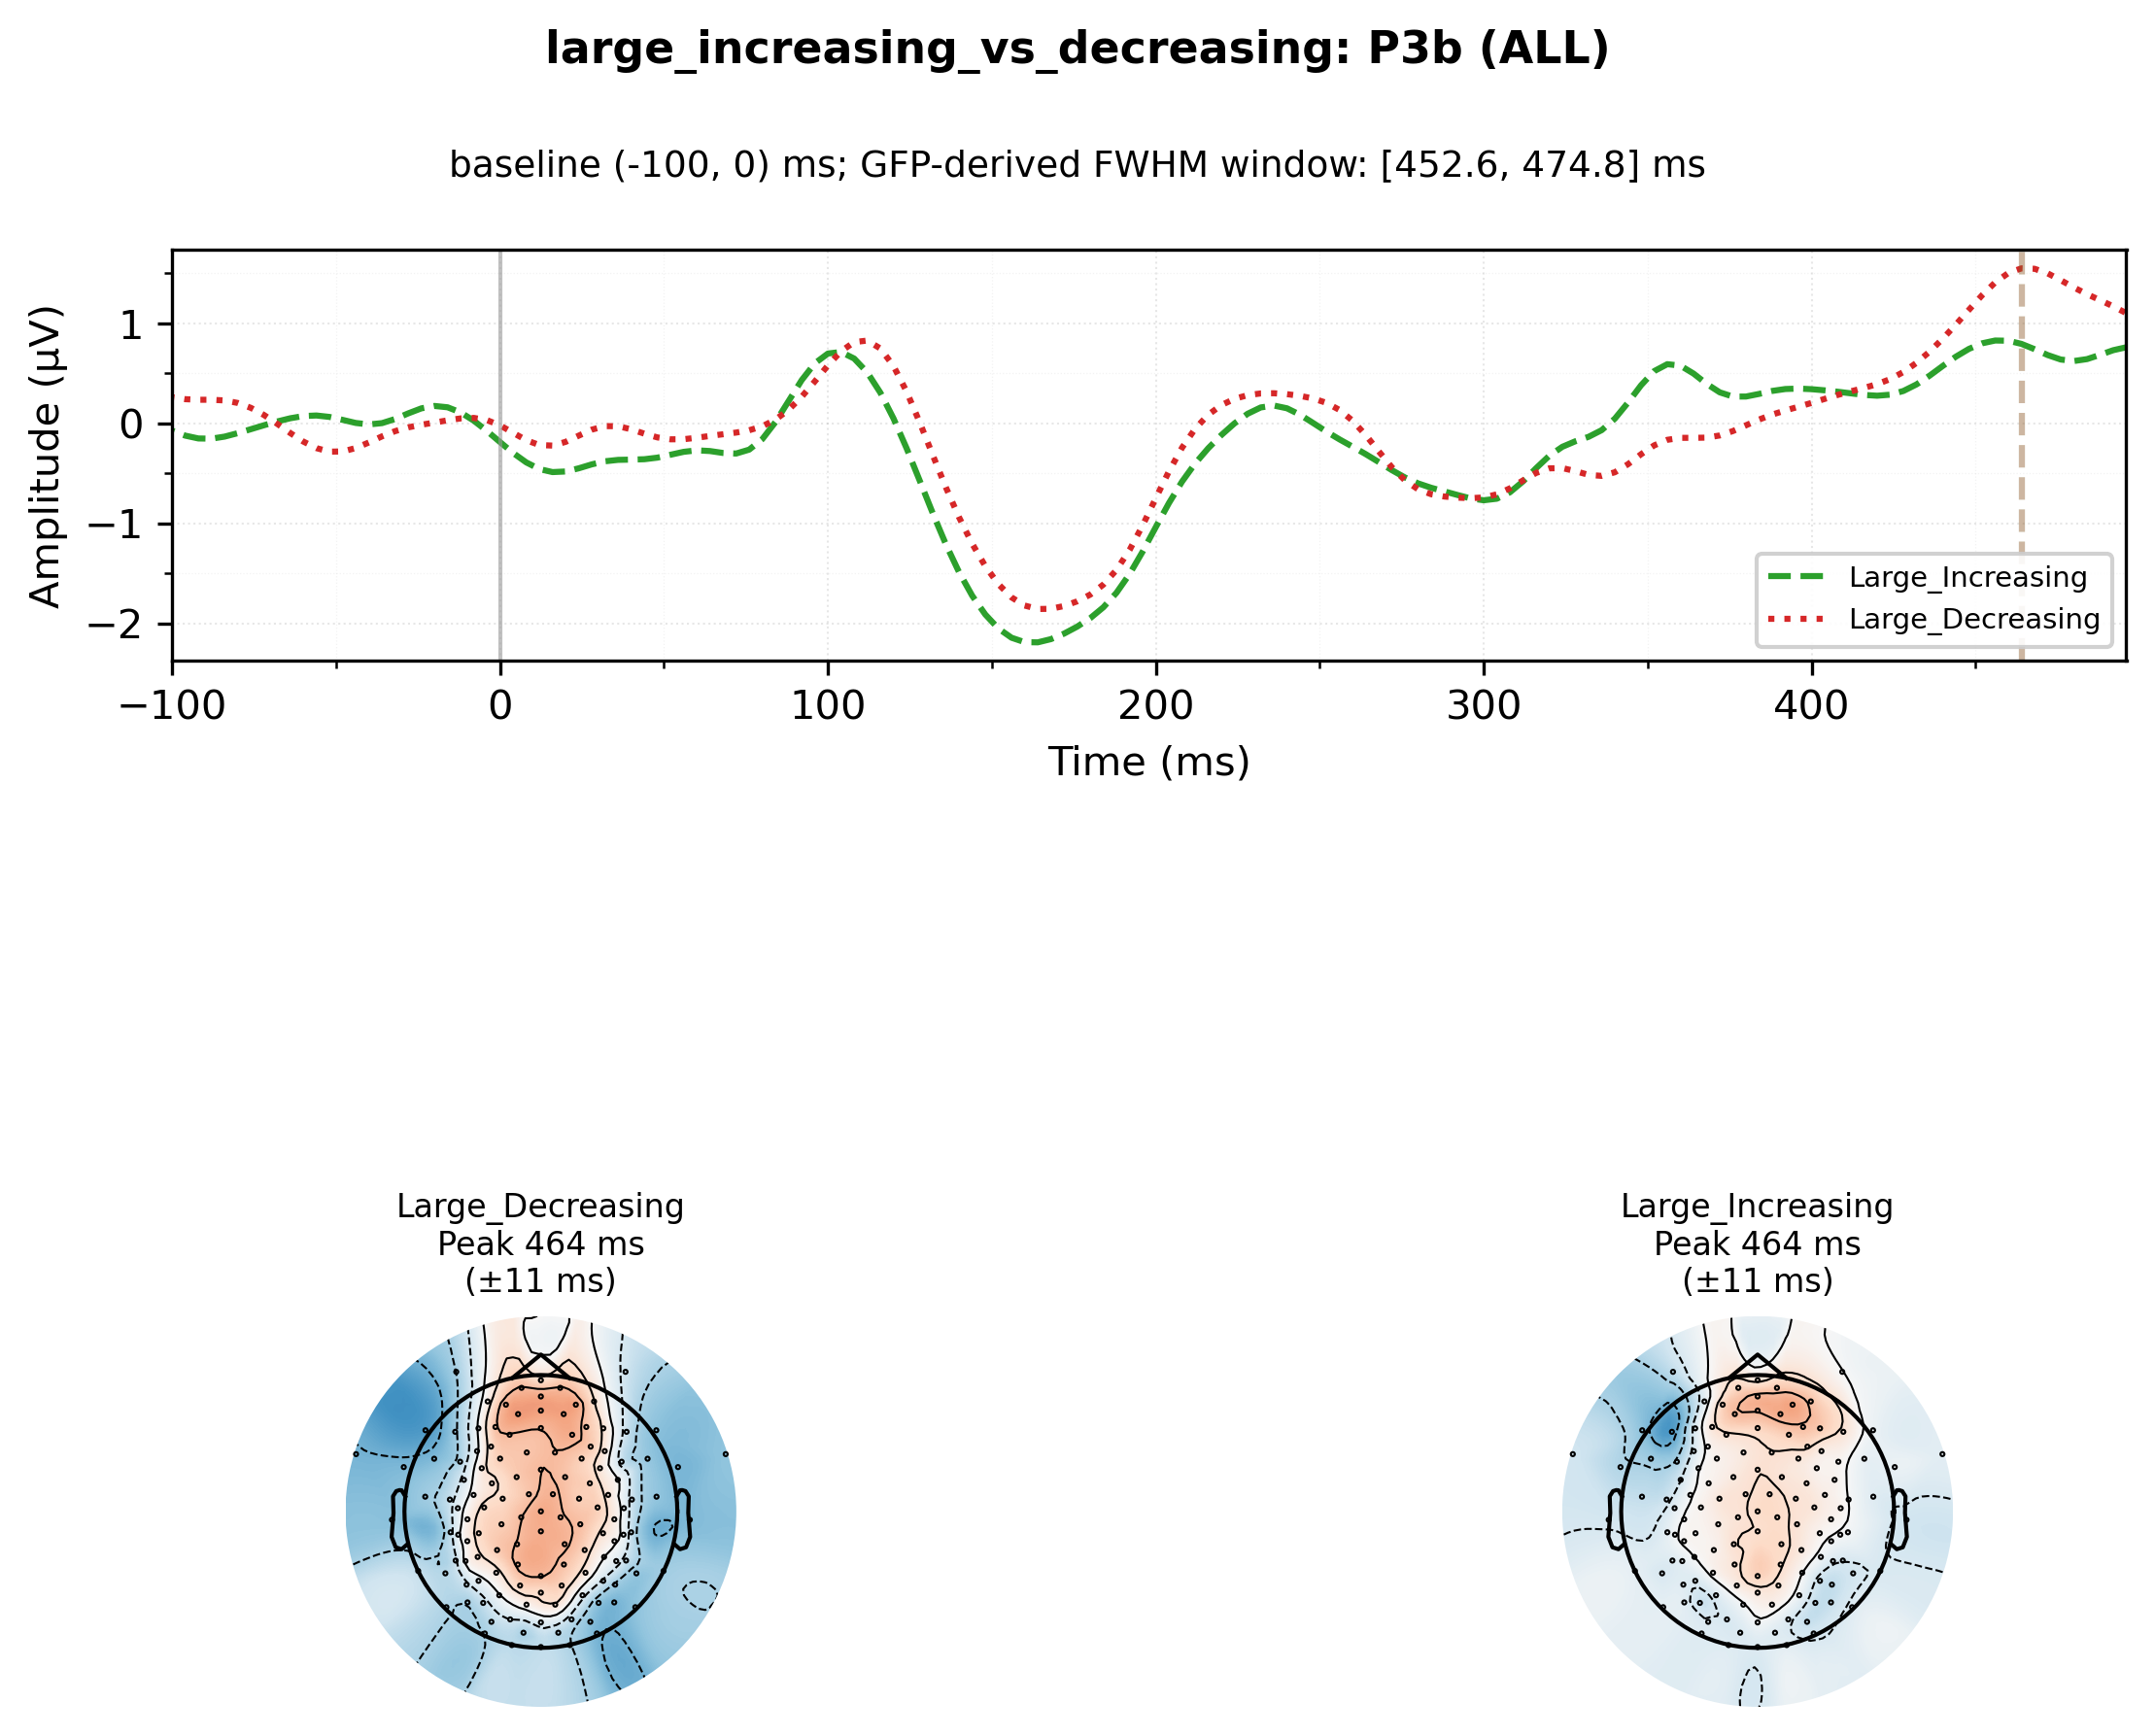 large_increasing_vs_decreasing: P3b (ALL)
baseline (-100, 0) ms; GFP-derived FWHM window: [452.6, 474.8] ms
Amplitude (µV)
1
0
−1
−2
Large_Increasing
Large_Decreasing
−100 0 100 200 300 400
Time (ms)
Large_Decreasing
Peak 464 ms
(±11 ms)
Large_Increasing
Peak 464 ms
(±11 ms)